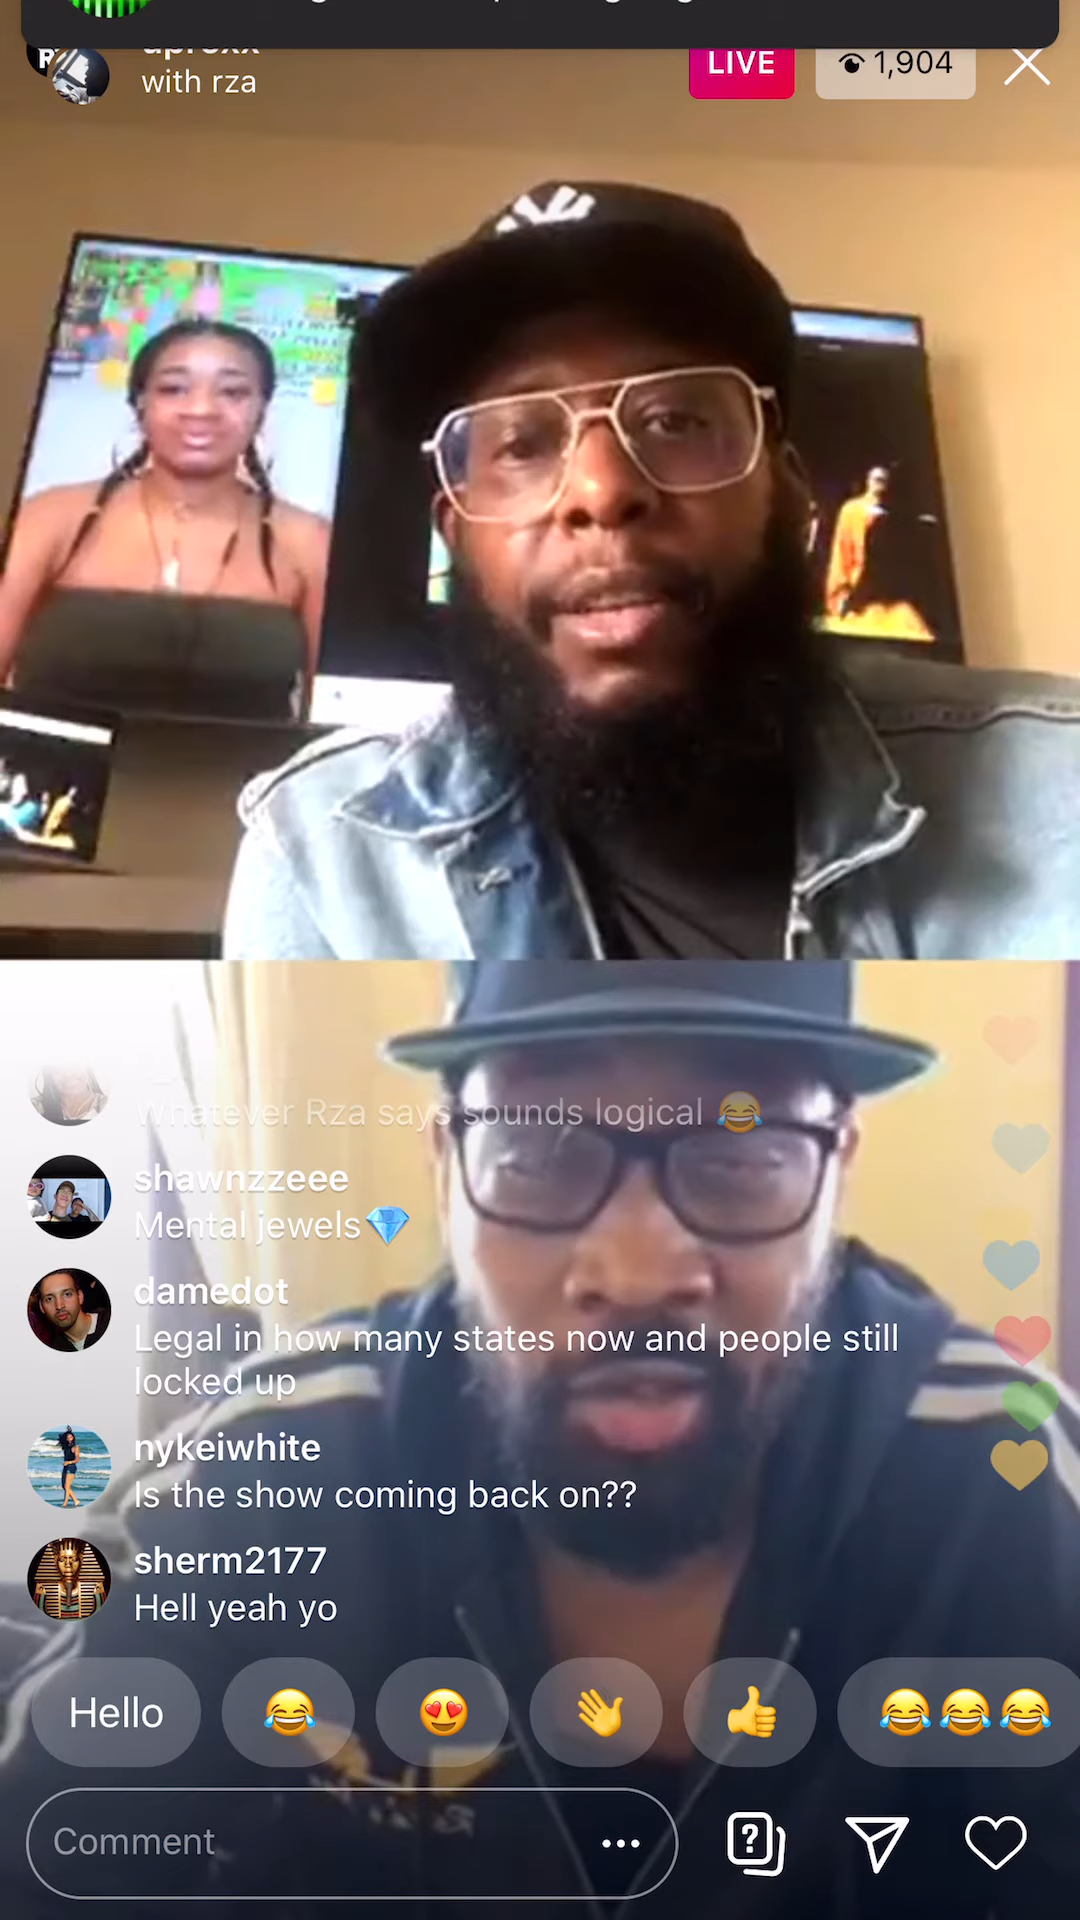 with rza
LIVE
1,904
Whatever Rza says sounds logical 😂
shawnzzeee
Mental jewels💎
damedot
Legal in how many states now and people still
locked up
nykeiwhite
Is the show coming back on??
sherm2177
Hell yeah yo
Hello
Comment